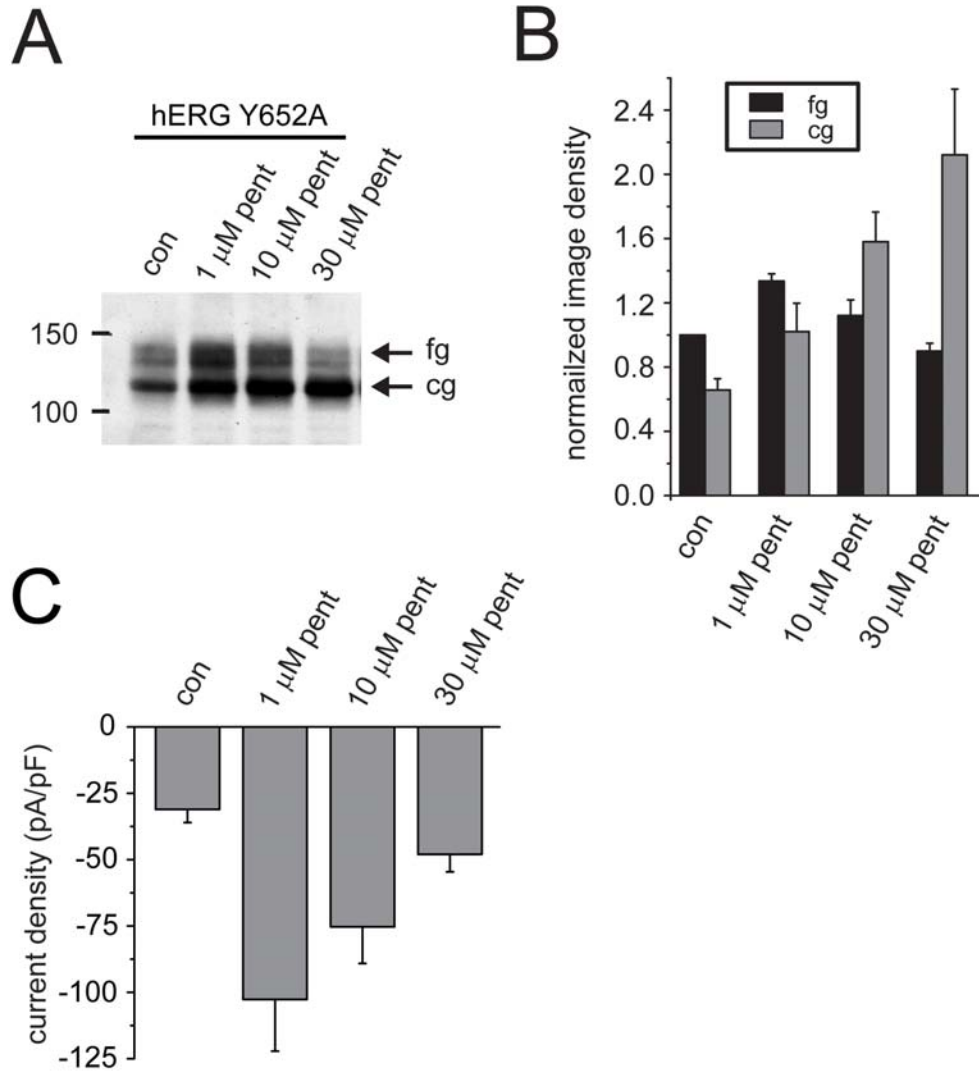 A
hERG Y652A
con
1 μM pent
10 μM pent
30 μM pent
150
100
fg
cg
B
fg
cg
normailzed image density
2.4
2.0
1.6
1.2
0.8
0.4
0.0
con
1 μM pent
10 μM pent
30 μM pent
C
con
1 μM pent
10 μM pent
30 μM pent
current density (pA/pF)
0
-25
-50
-75
-100
-125